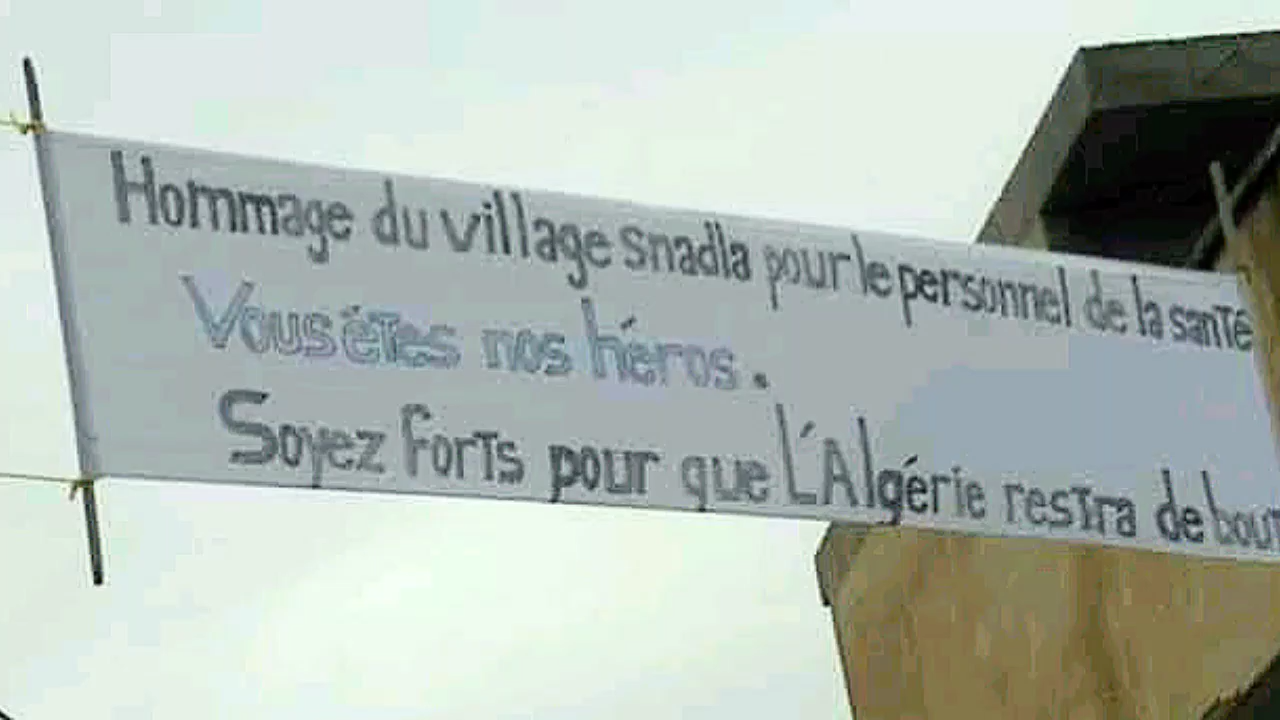 Hommage du village Snadla pour le personnel de la santé
Vous êtes nos héros.
Soyez forts pour que L'Algérie restra de bout